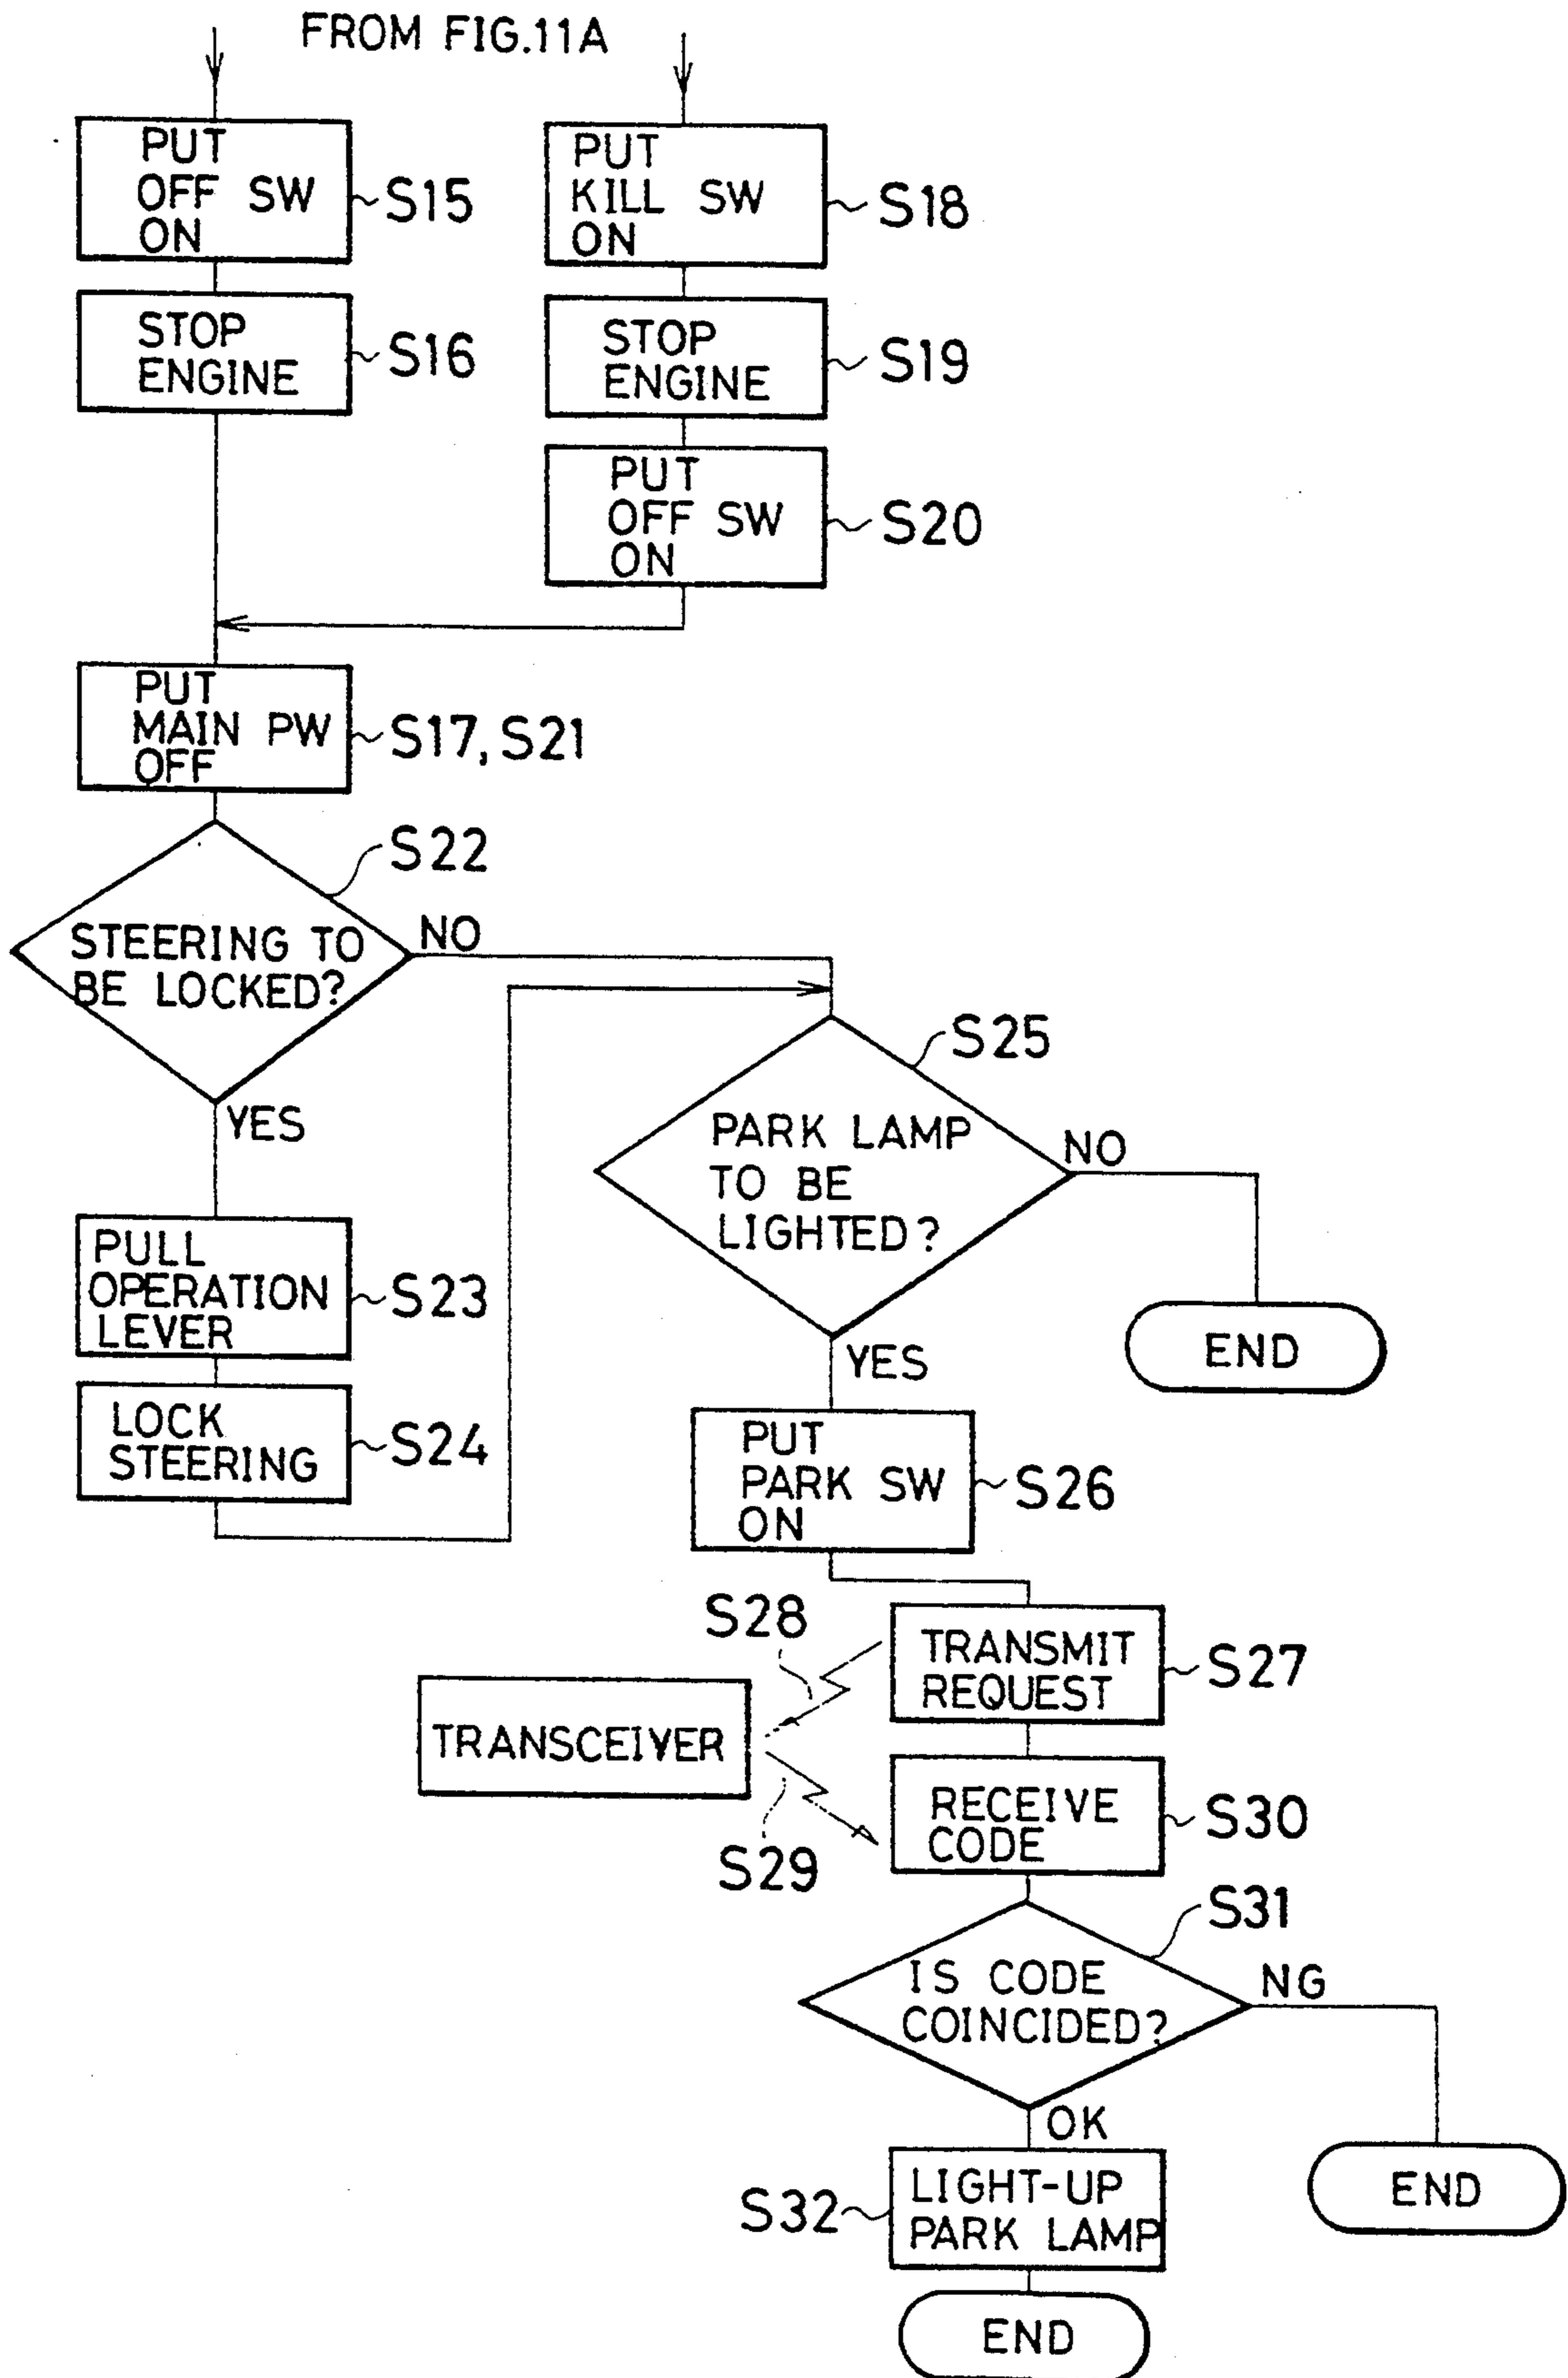 FROM FIG.11A
PUT
OFF SW
ON
S15
PUT
KILL SW
ON
S18
STOP
ENGINE
S16
STOP
ENGINE
S19
PUT
OFF SW
ON
S20
PUT
MAIN PW
OFF
S17, S21
S22
STEERING TO
BE LOCKED?
NO
YES
S25
PARK LAMP
TO BE
LIGHTED?
NO
YES
END
PULL
OPERATION
LEVER
S23
LOCK
STEERING
S24
PUT
PARK SW
ON
S26
S28
TRANSMIT
REQUEST
S27
TRANSCEIVER
S29
RECEIVE
CODE
S30
S31
IS CODE
COINCIDED?
NG
OK
END
S32
LIGHT-UP
PARK LAMP
END